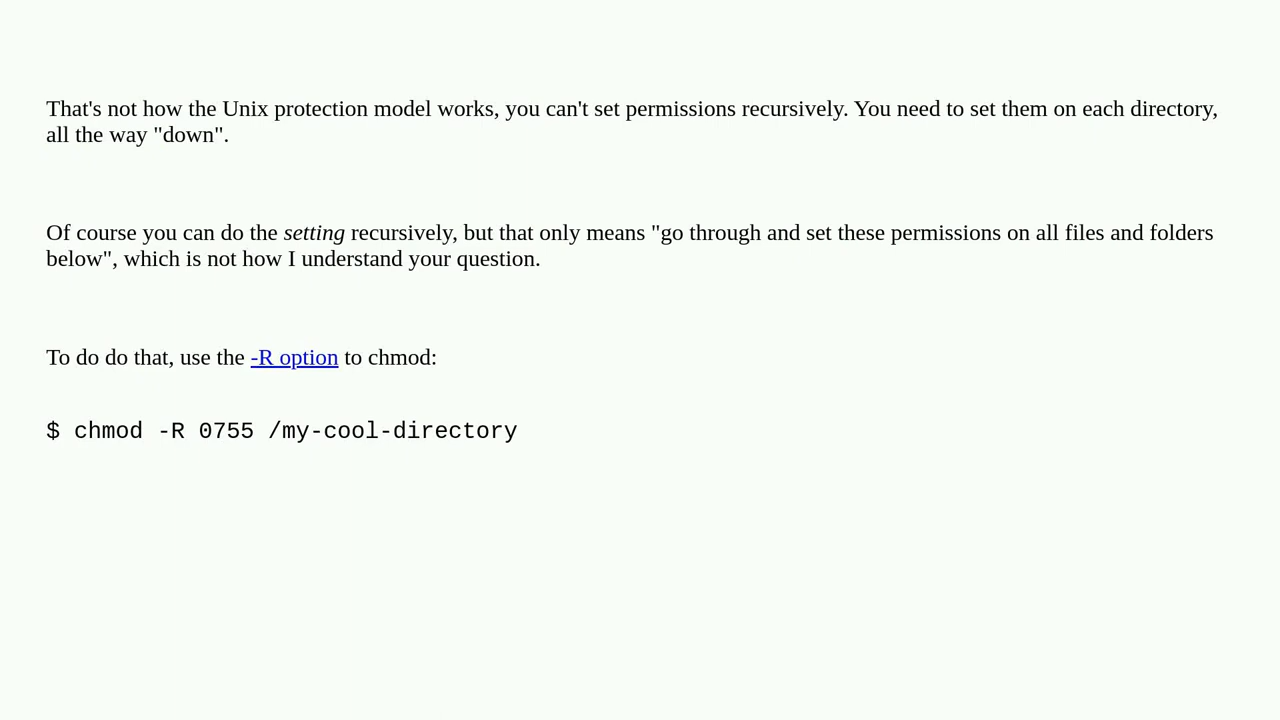 That's not how the Unix protection model works, you can't set permissions recursively. You need to set them on each directory,
all the way "down".
Of course you can do the setting recursively, but that only means "go through and set these permissions on all files and folders
below", which is not how I understand your question.
To do do that, use the -R option to chmod:
$ chmod -R 0755 /my-cool-directory